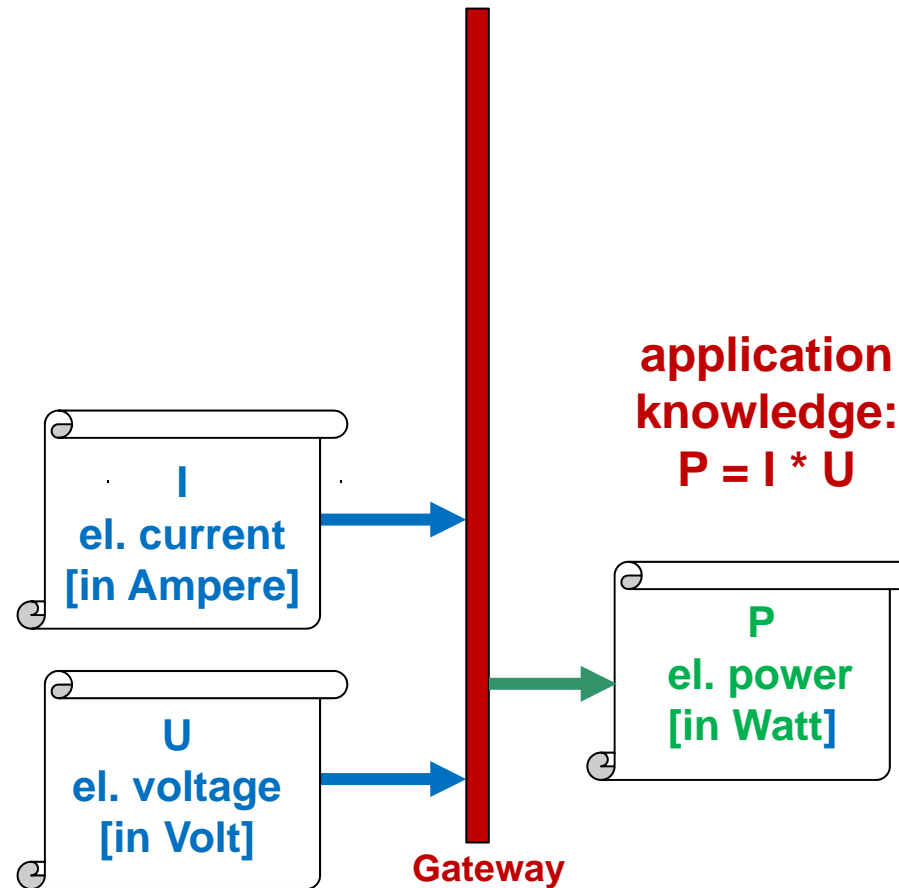 I
el. current
[in Ampere]
U
el. voltage
[in Volt]
Gateway
application
knowledge:
P = I * U
P
el. power
[in Watt]